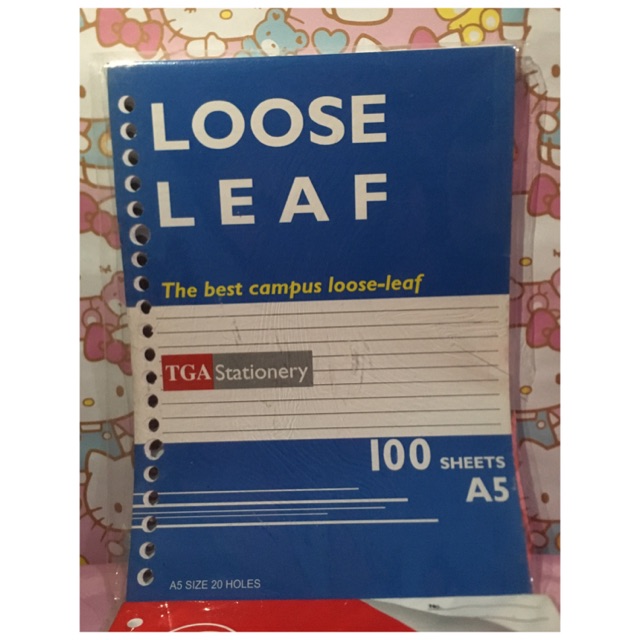 LOOSE
LEAF
The best campus loose-leaf
TGA Stationery
100 SHEETS
A5
A5 SIZE 20 HOLES